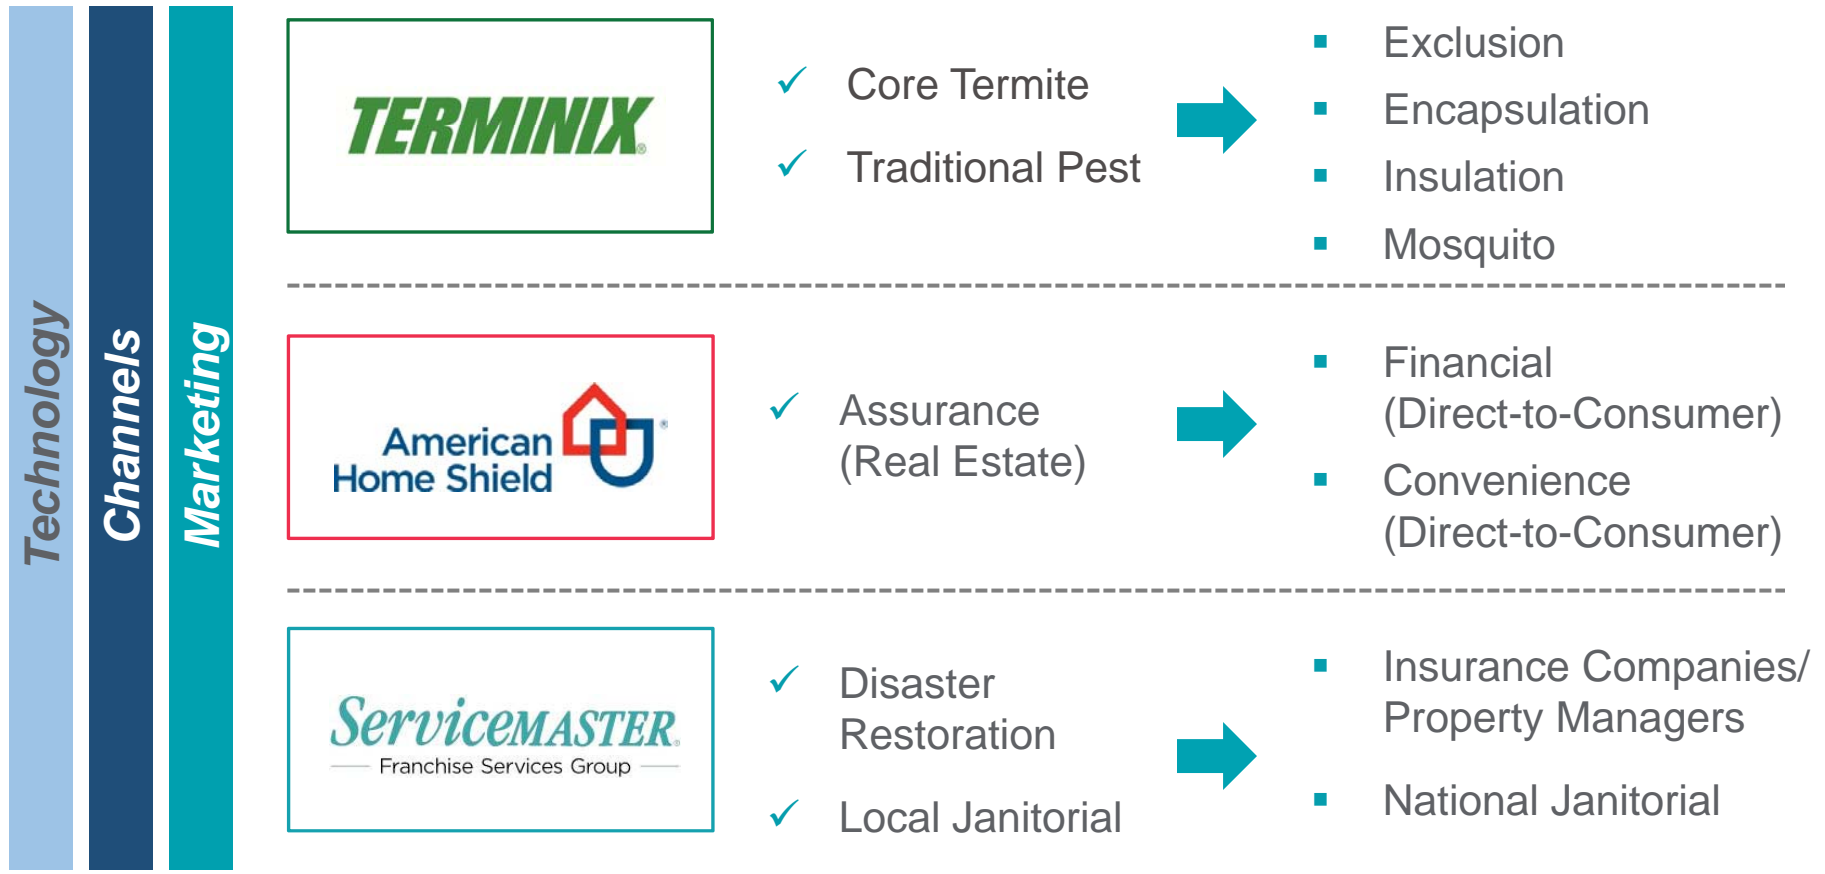 Technology
Channels
Marketing
TERMINIX®
✓ Core Termite
✓ Traditional Pest
▪ Exclusion
▪ Encapsulation
▪ Insulation
▪ Mosquito
American
Home Shield®
✓ Assurance
(Real Estate)
▪ Financial
(Direct-to-Consumer)
▪ Convenience
(Direct-to-Consumer)
ServiceMASTER®
Franchise Services Group
✓ Disaster
Restoration
✓ Local Janitorial
▪ Insurance Companies/
Property Managers
▪ National Janitorial